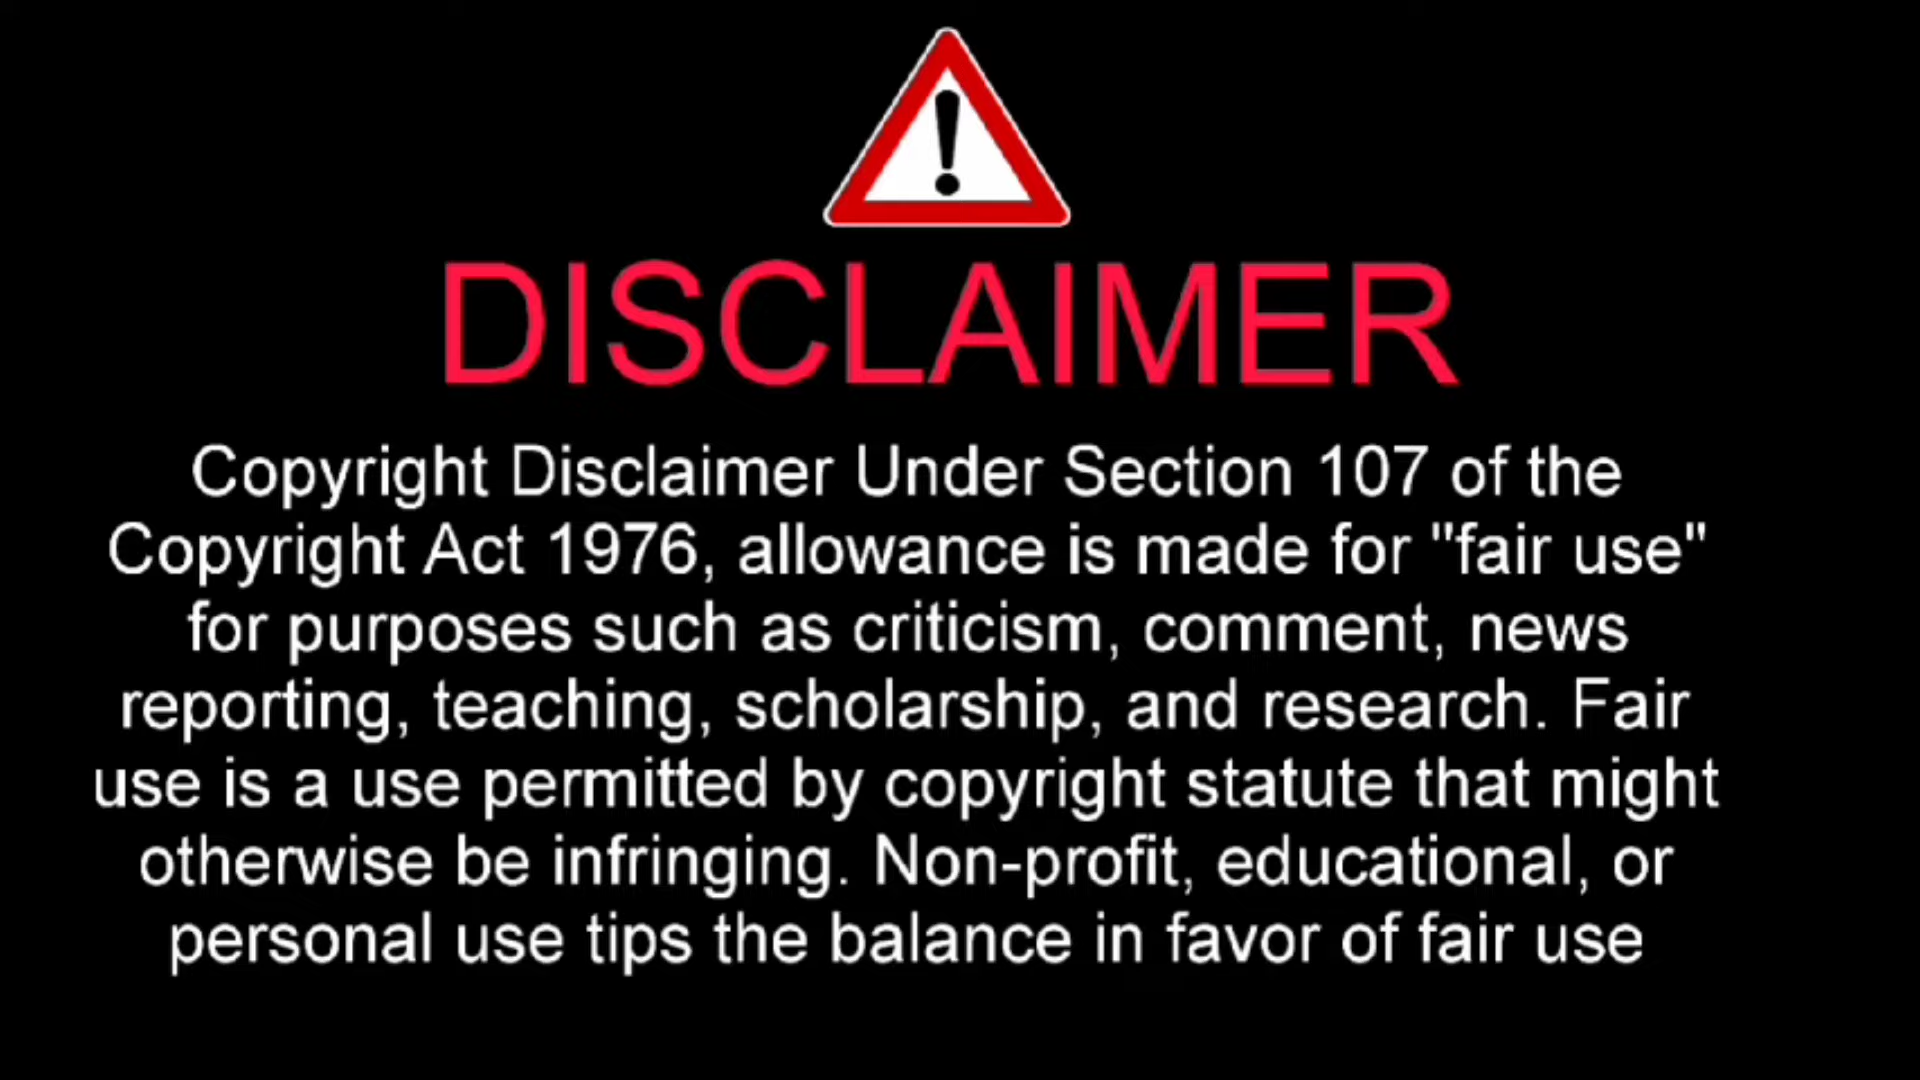 DISCLAIMER
Copyright Disclaimer Under Section 107 of the
Copyright Act 1976, allowance is made for "fair use"
for purposes such as criticism, comment, news
reporting, teaching, scholarship, and research. Fair
use is a use permitted by copyright statute that might
otherwise be infringing. Non-profit, educational, or
personal use tips the balance in favor of fair use